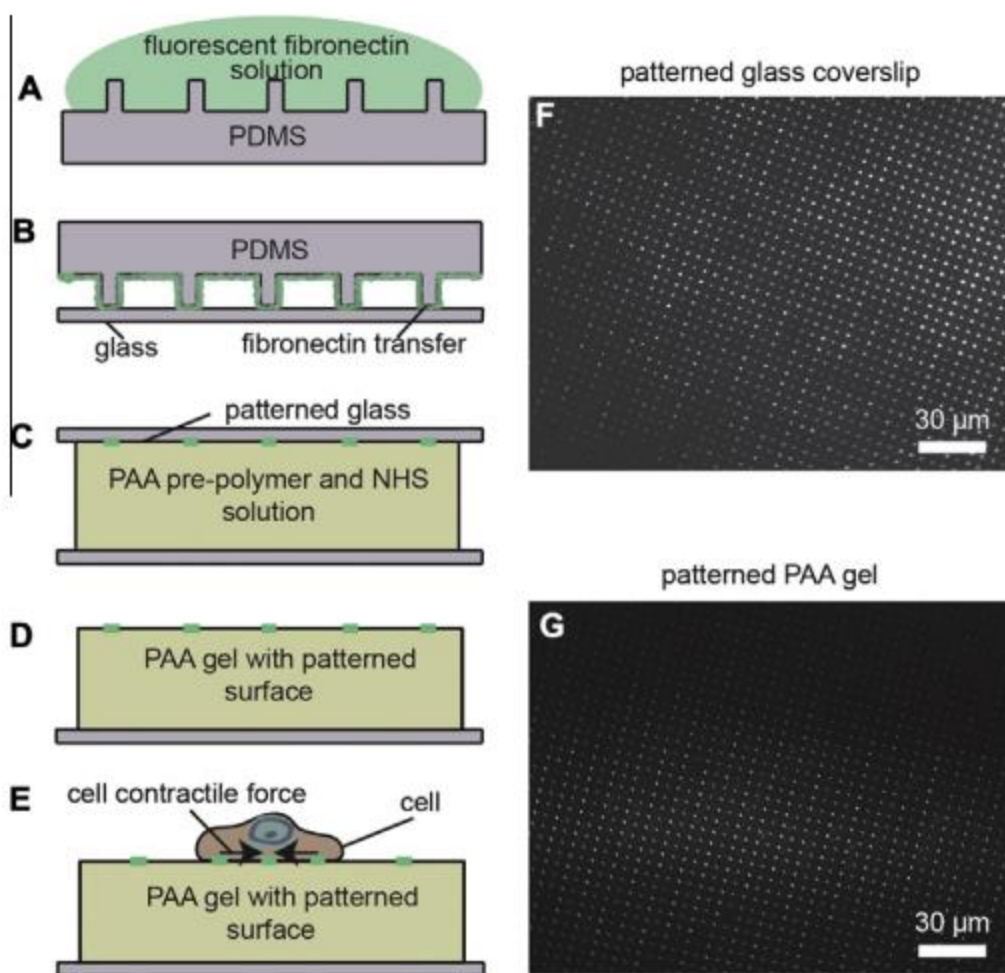 A
fluorescent fibronectin
solution
PDMS
B
PDMS
glass
fibronectin transfer
C
patterned glass
PAA pre-polymer and NHS
solution
D
PAA gel with patterned
surface
E
cell contractile force
cell
PAA gel with patterned
surface
patterned glass coverslip
F
30 µm
patterned PAA gel
G
30 µm